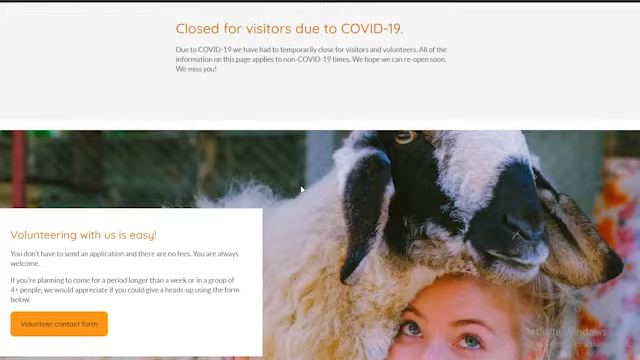 Closed for visitors due to COVID-19.
Due to COVID-19 we have had to temporarily close for visitors and volunteers. All of the
information on this page applies to non-COVID-19 times. We hope we can re-open soon.
We miss you!
Volunteering with us is easy!
You don't have to send an application and there are no fees. You are always
welcome.
If you're planning to come for a period longer than a week or in a group of
4+ people, we would appreciate if you could give a heads-up using the form
below.
Volunteer contact form
Activate Windows